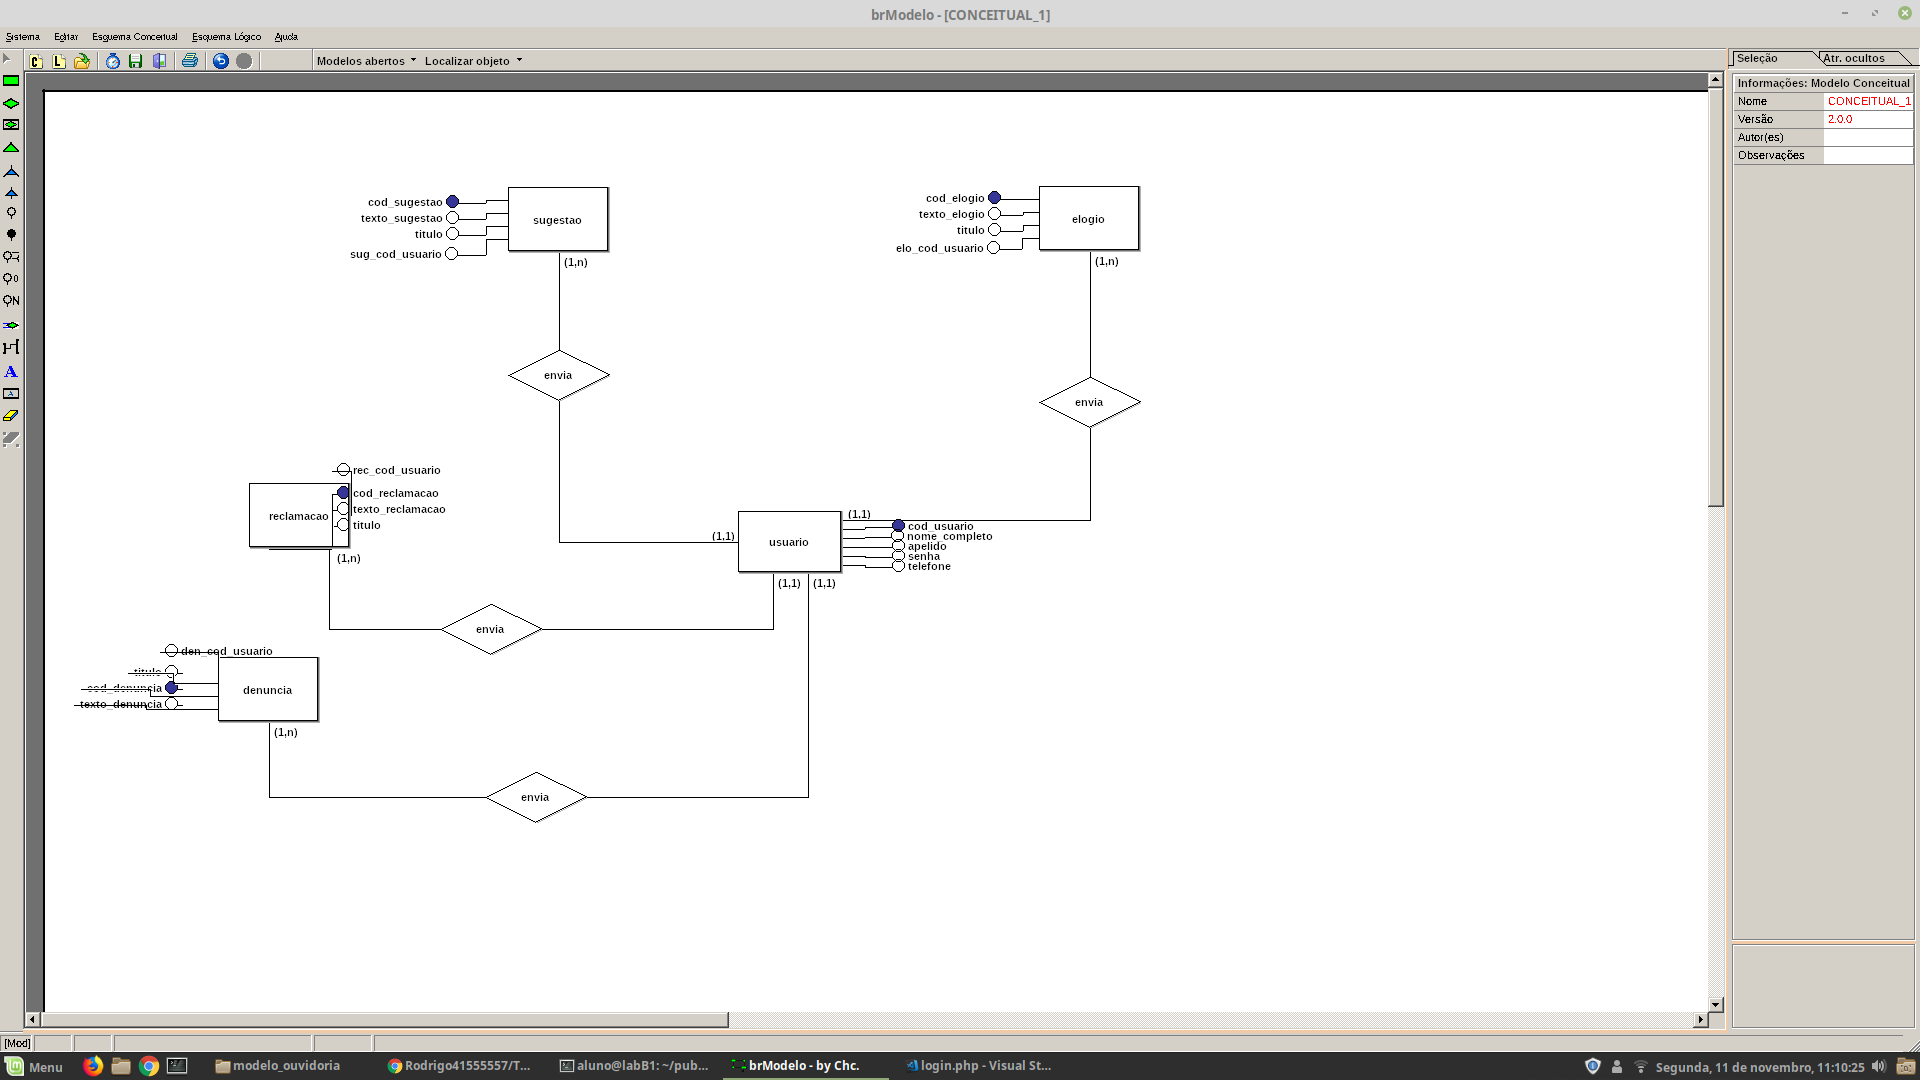 brModelo - [CONCEITUAL_1]
Sistema Editar Esquema Conceitual Esquema Lógico Ajuda
Modelos abertos Localizar objeto
Seleção Atr. ocultos
Informações: Modelo Conceitual
Nome CONCEITUAL_1
Versão 2.0.0
Autor(es)
Observações
cod_sugestao
texto_sugestao
titulo
sug_cod_usuario
sugestao
(1,n)
cod_elogio
texto_elogio
titulo
elo_cod_usuario
elogio
(1,n)
envia
envia
rec_cod_usuario
cod_reclamacao
texto_reclamacao
titulo
reclamacao
(1,n)
(1,1)
(1,1)
usuario
cod_usuario
nome_completo
apelido
senha
telefone
(1,1) (1,1)
envia
den_cod_usuario
titulo
cod_denuncia
texto_denuncia
denuncia
(1,n)
envia
[Mod]
Menu modelo_ouvidoria Rodrigo41555557/T... aluno@labB1: ~/pub... brModelo - by Chc. login.php - Visual St... Segunda, 11 de novembro, 11:10:25